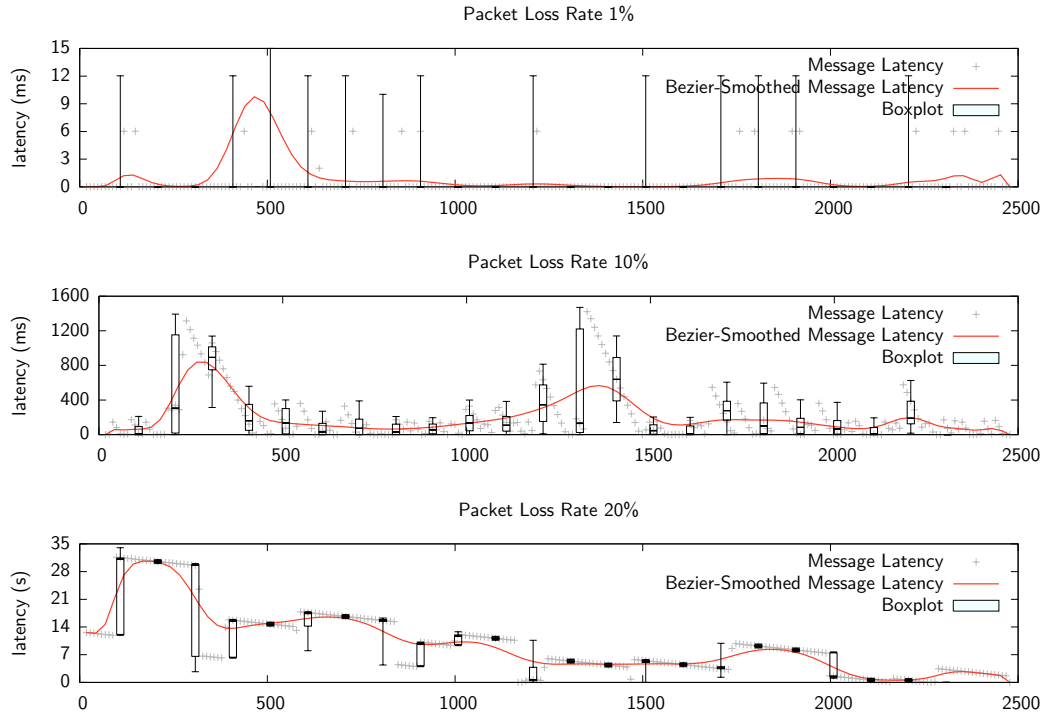 Packet Loss Rate 1%
latency (ms)
15
12
9
6
3
0
Message Latency
Bezier-Smoothed Message Latency
Boxplot
0 500 1000 1500 2000 2500
Packet Loss Rate 10%
latency (ms)
1600
1200
800
400
0
Message Latency
Bezier-Smoothed Message Latency
Boxplot
0 500 1000 1500 2000 2500
Packet Loss Rate 20%
latency (s)
35
28
21
14
7
0
Message Latency
Bezier-Smoothed Message Latency
Boxplot
0 500 1000 1500 2000 2500